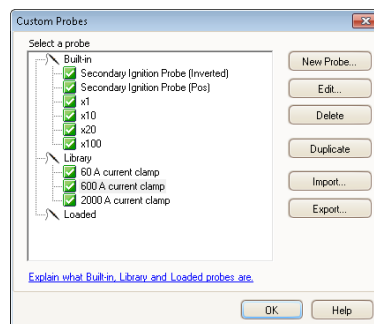 Custom Probes
Select a probe
Built-in
Secondary Ignition Probe (Inverted)
Secondary Ignition Probe (Pos)
x1
x10
x20
x100
Library
60 A current clamp
600 A current clamp
2000 A current clamp
Loaded
New Probe...
Edit...
Delete
Duplicate
Import...
Export...
Explain what Built-in, Library and Loaded probes are.
OK
Help